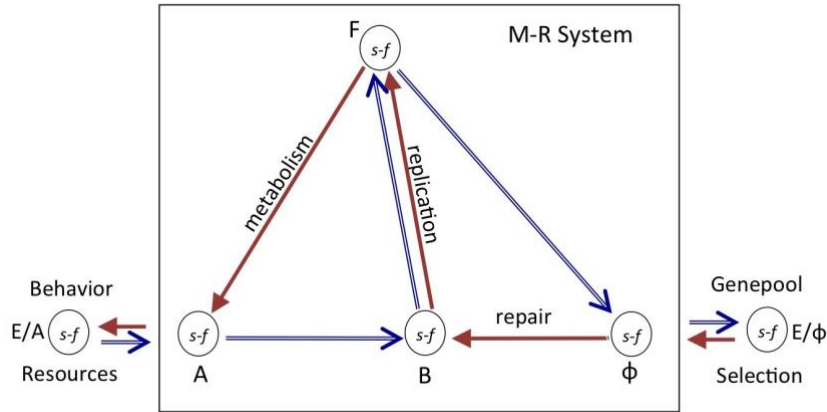 F
M-R System
s-f
metabolism
replication
Behavior
Genepool
repair
E/A
s-f
s-f
s-f
s-f
s-f
E/ϕ
Resources
A
B
ϕ
Selection